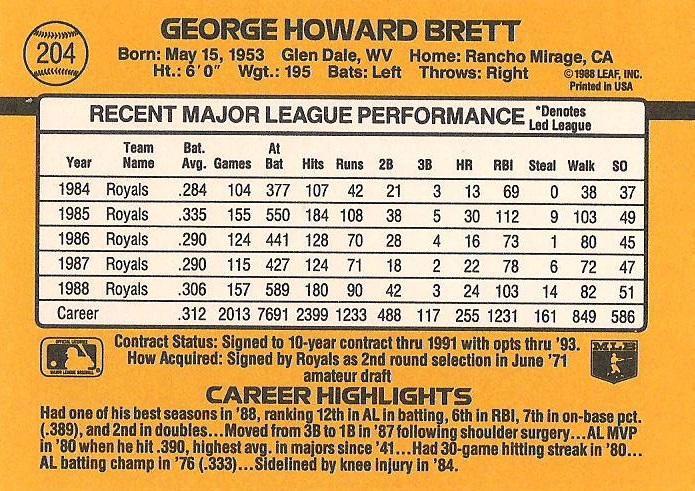 204
GEORGE HOWARD BRETT
Born: May 15, 1953 Glen Dale, WV Home: Rancho Mirage, CA
Ht.: 6'0" Wgt.: 195 Bats: Left Throws: Right
©1988 LEAF, INC.
Printed in USA
RECENT MAJOR LEAGUE PERFORMANCE *Denotes Led League
Year Team Name Bat. Avg. Games At Bat Hits Runs 2B 3B HR RBI Steal Walk SO
1984 Royals .284 104 377 107 42 21 3 13 69 0 38 37
1985 Royals .335 155 550 184 108 38 5 30 112 9 103 49
1986 Royals .290 124 441 128 70 28 4 16 73 1 80 45
1987 Royals .290 115 427 124 71 18 2 22 78 6 72 47
1988 Royals .306 157 589 180 90 42 3 24 103 14 82 51
Career .312 2013 7691 2399 1233 488 117 255 1231 161 849 586
Contract Status: Signed to 10-year contract thru 1991 with opts thru '93.
How Acquired: Signed by Royals as 2nd round selection in June '71
amateur draft
OFFICIAL LICENSEE
MAJOR LEAGUE BASEBALL
MLB
CAREER HIGHLIGHTS
Had one of his best seasons in '88, ranking 12th in AL in batting, 6th in RBI, 7th in on-base pct.
(.389), and 2nd in doubles...Moved from 3B to 1B in '87 following shoulder surgery...AL MVP
in '80 when he hit .390, highest avg. in majors since '41...Had 30-game hitting streak in '80...
AL batting champ in '76 (.333)...Sidelined by knee injury in '84.